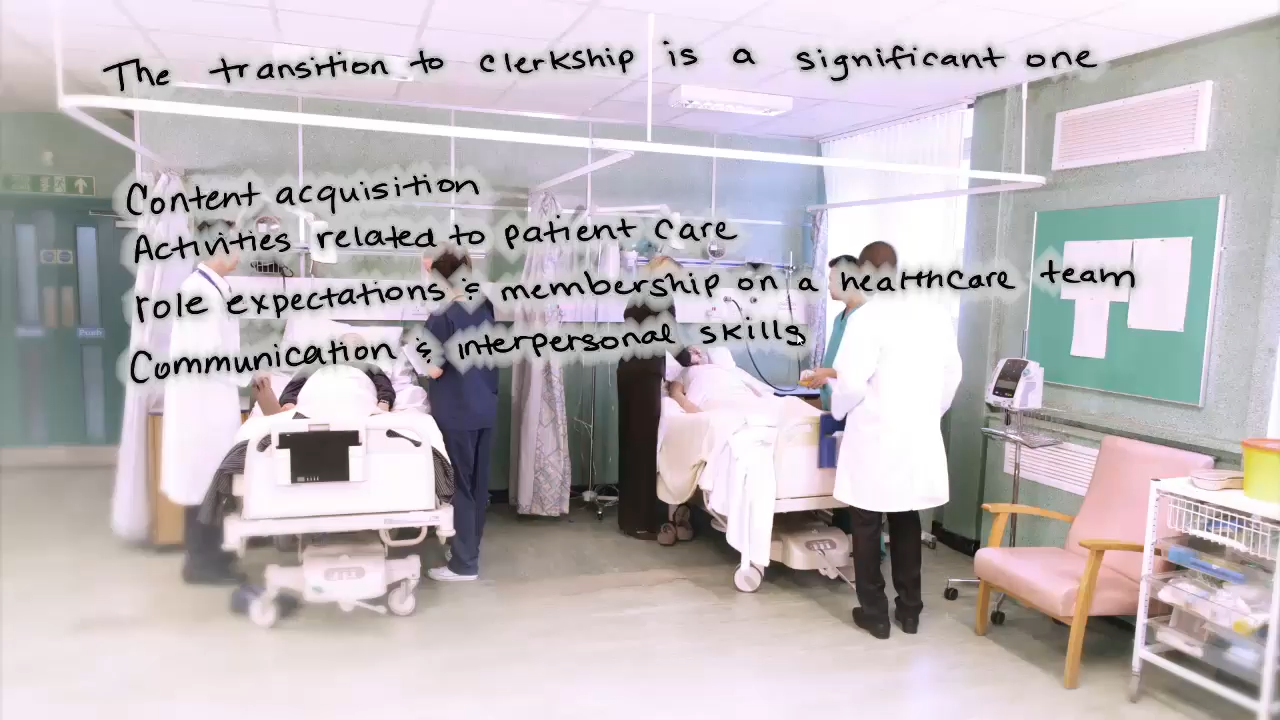 The transition to clerkship is a significant one
Content acquisition
Activities related to patient care
role expectations & membership on a healthcare team
Communication & interpersonal skills
Push